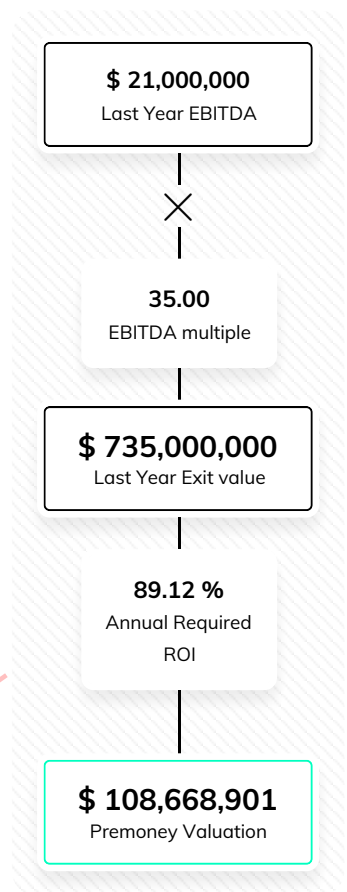 $ 21,000,000
Last Year EBITDA
35.00
EBITDA multiple
$ 735,000,000
Last Year Exit value
89.12 %
Annual Required
ROI
$ 108,668,901
Premoney Valuation